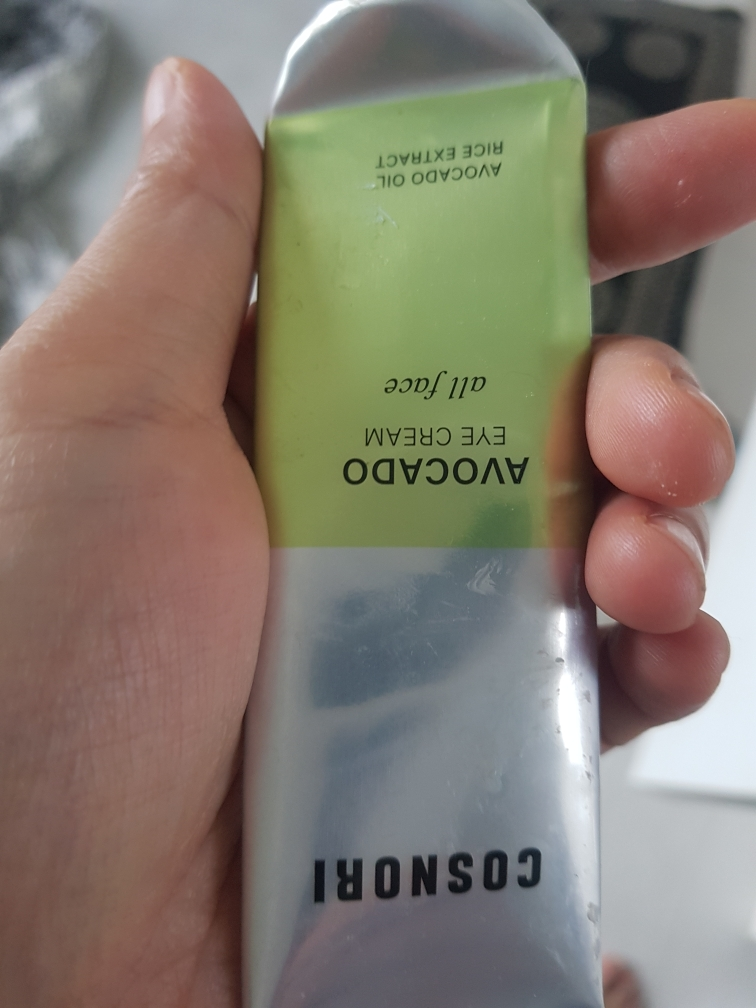 COSNORI
AVOCADO
EYE CREAM
all face
AVOCADO OIL
RICE EXTRACT